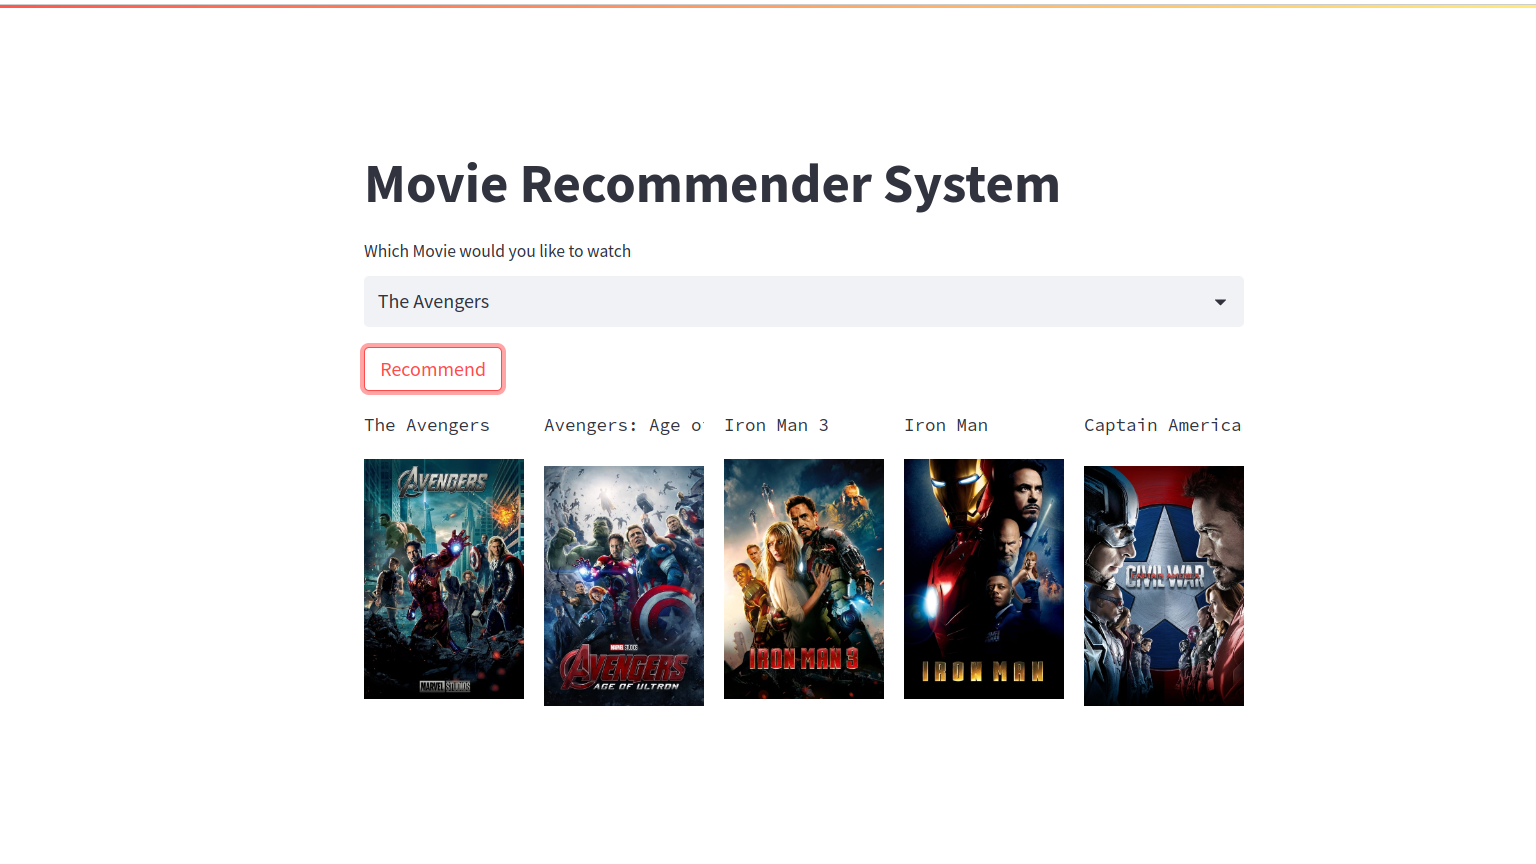 Movie Recommender System
Which Movie would you like to watch
The Avengers
Recommend
The Avengers
Avengers: Age o
Iron Man 3
Iron Man
Captain America
AVENGERS
MARVEL STUDIOS
MARVEL STUDIOS
AVENGERS
AGE OF ULTRON
IRON MAN 3
IRON MAN
CAPTAIN AMERICA
CIVIL WAR